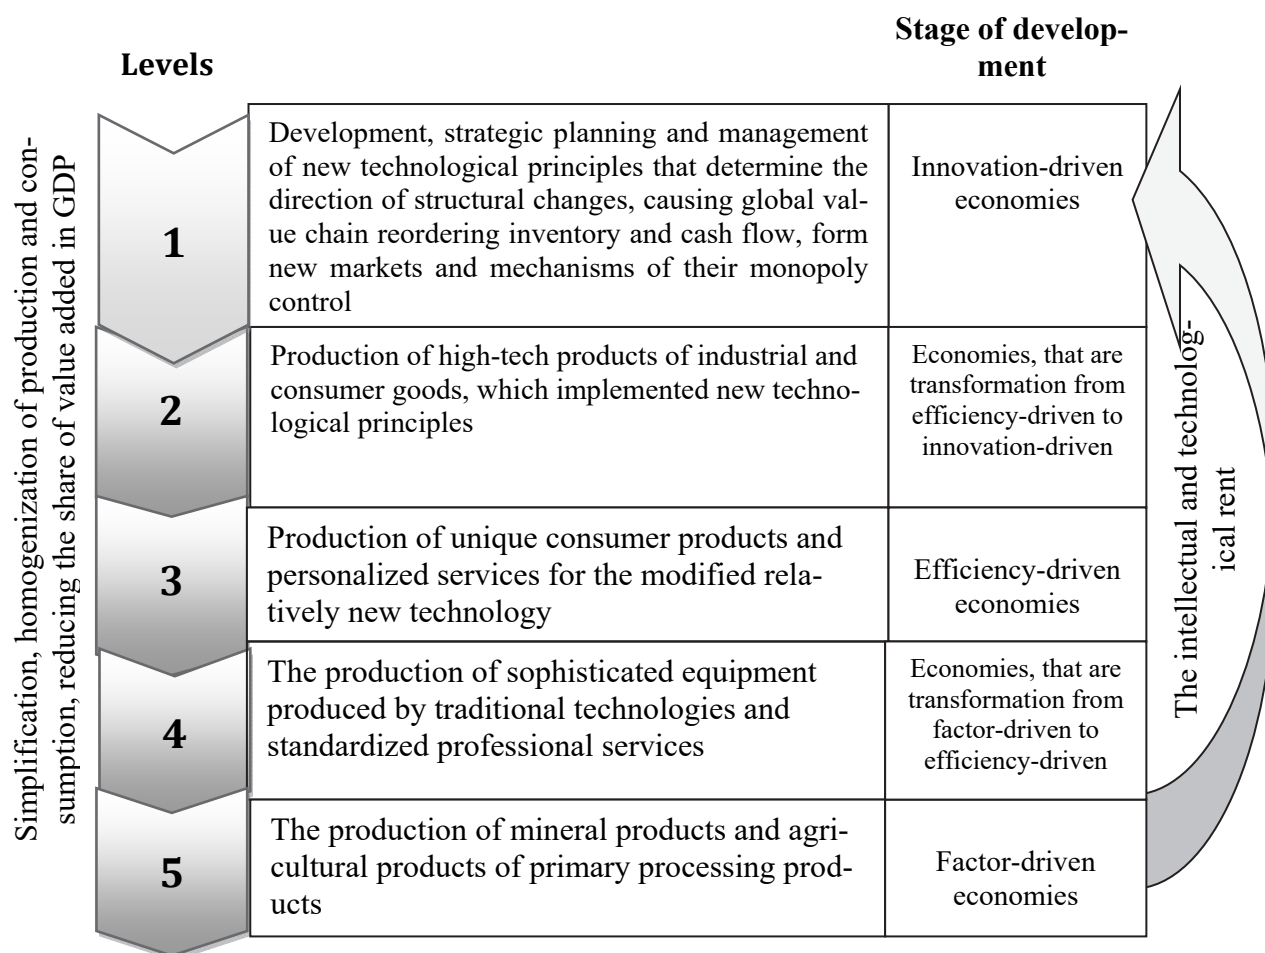 Levels
Stage of develop-
ment
Simplification, homogenization of production and con-
sumption, reducing the share of value added in GDP
1
Development, strategic planning and management
of new technological principles that determine the
direction of structural changes, causing global val-
ue chain reordering inventory and cash flow, form
new markets and mechanisms of their monopoly
control
Innovation-driven
economies
2
Production of high-tech products of industrial and
consumer goods, which implemented new techno-
logical principles
Economies, that are
transformation from
efficiency-driven to
innovation-driven
3
Production of unique consumer products and
personalized services for the modified rela-
tively new technology
Efficiency-driven
economies
4
The production of sophisticated equipment
produced by traditional technologies and
standardized professional services
Economies, that are
transformation from
factor-driven to
efficiency-driven
5
The production of mineral products and agri-
cultural products of primary processing prod-
ucts
Factor-driven
economies
The intellectual and technolog-
ical rent